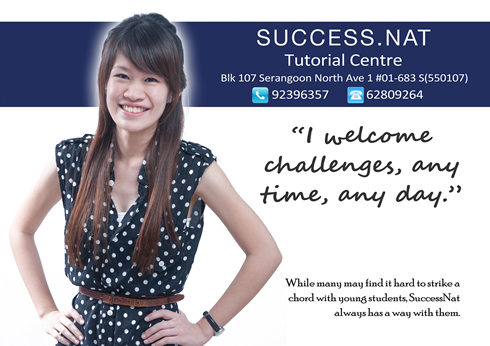 SUCCESS.NAT
Tutorial Centre
Blk 107 Serangoon North Ave 1 #01-683 S(550107)
92396357 62809264
“I welcome
challenges, any
time, any day.”
While many may find it hard to strike a
chord with young students, SuccessNat
always has a way with them.